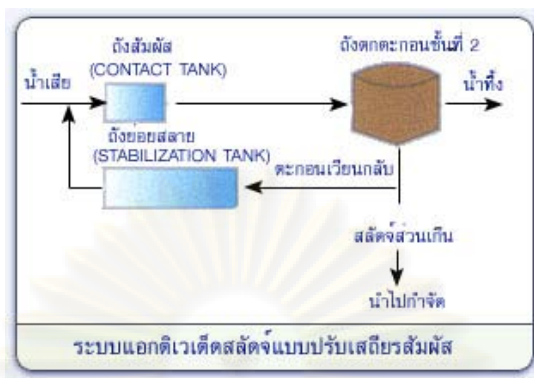 ถังสัมผัส
(CONTACT TANK)
ถังตกตะกอนชั้นที่ 2
น้ำเสีย
น้ำทิ้ง
ถังย่อยสลาย
(STABILIZATION TANK)
ตะกอนเวียนกลับ
สลัดจ์ส่วนเกิน
นำไปกำจัด
ระบบแอกติเวเต็ดสลัดจ์แบบปรับเสถียรสัมผัส